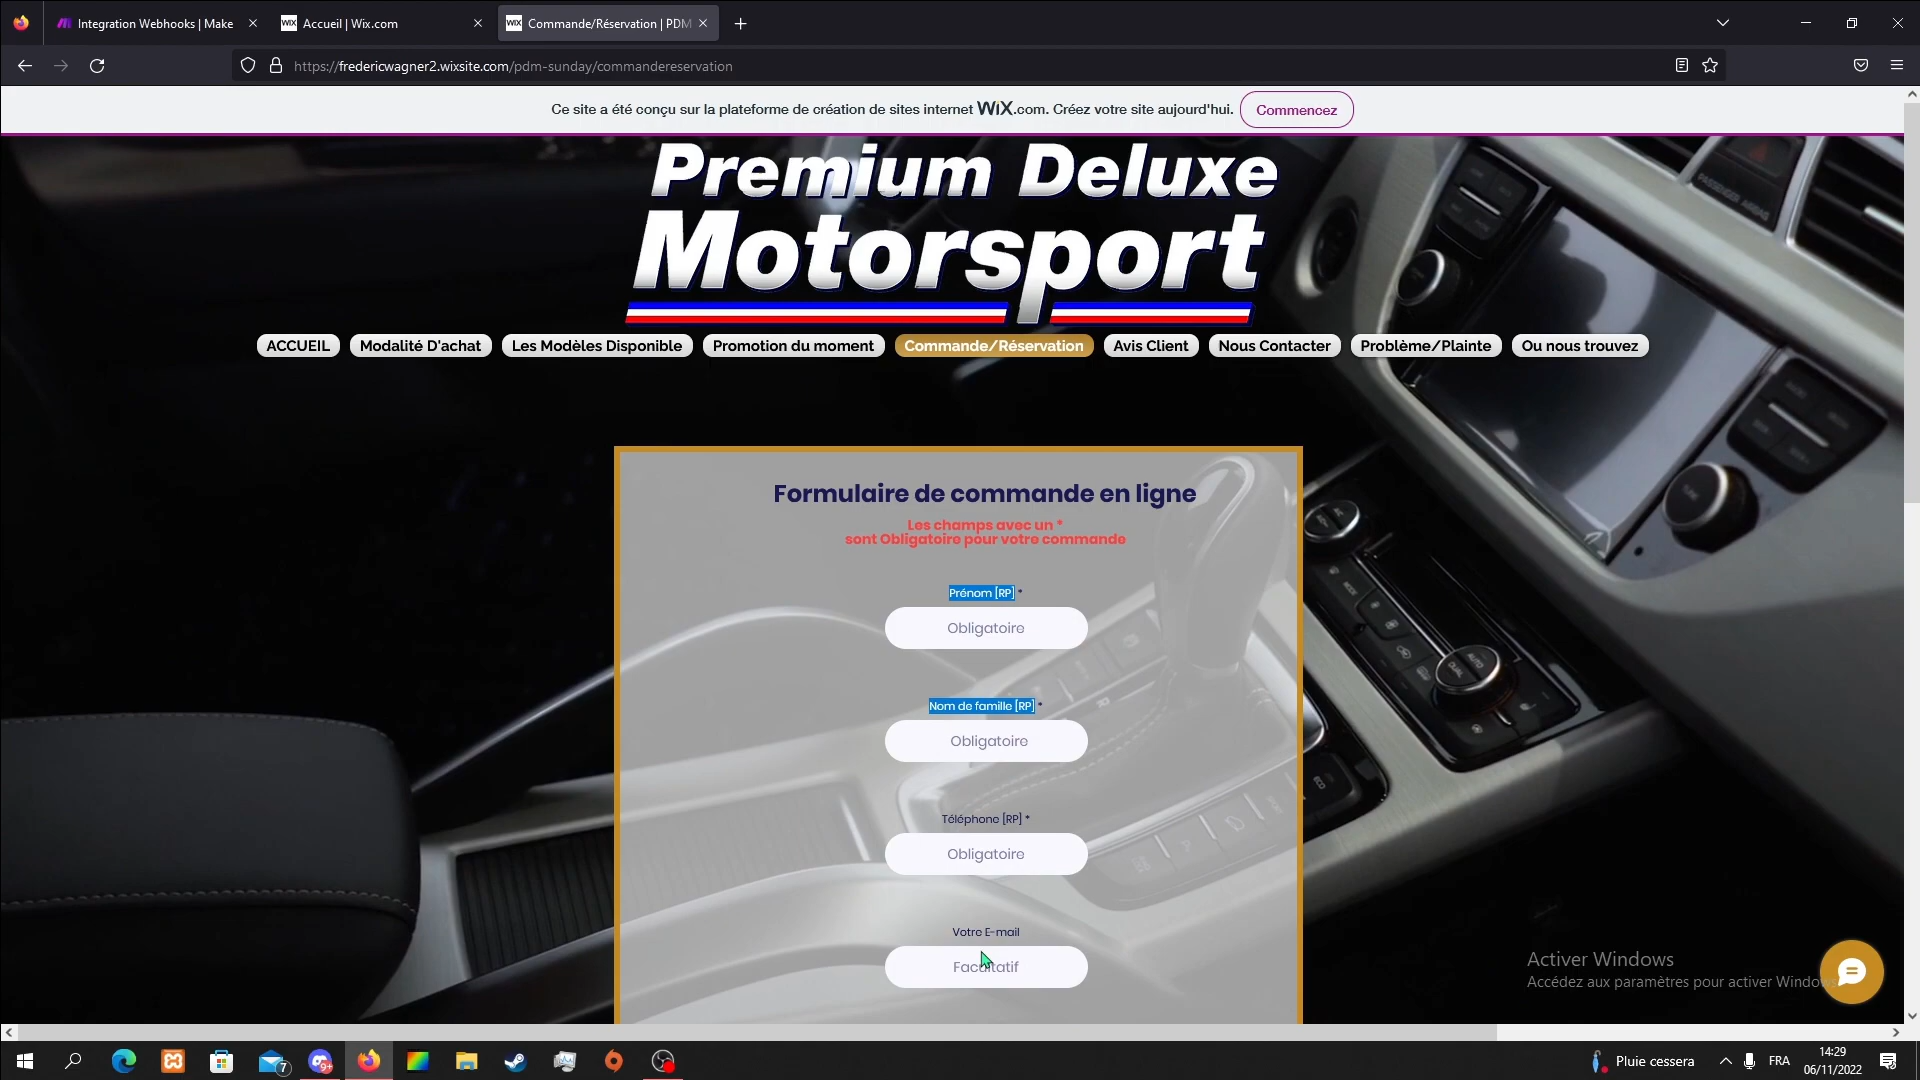 Integration Webhooks | Make
Accueil | Wix.com
Commande/Réservation | PDM
https://fredericwagner2.wixsite.com/pdm-sunday/commandereservation
Ce site a été conçu sur la plateforme de création de sites internet WiX.com. Créez votre site aujourd'hui.
Commencez
Premium Deluxe
Motorsport
ACCUEIL
Modalité D'achat
Les Modèles Disponible
Promotion du moment
Commande/Réservation
Avis Client
Nous Contacter
Problème/Plainte
Ou nous trouvez
Formulaire de commande en ligne
Les champs avec un *
sont Obligatoire pour votre commande
Prénom [RP] *
Obligatoire
Nom de famille [RP] *
Obligatoire
Téléphone [RP] *
Obligatoire
Votre E-mail
Facultatif
Activer Windows
Accédez aux paramètres pour activer Windows
7
9+
Pluie cessera
FRA
14:29
06/11/2022